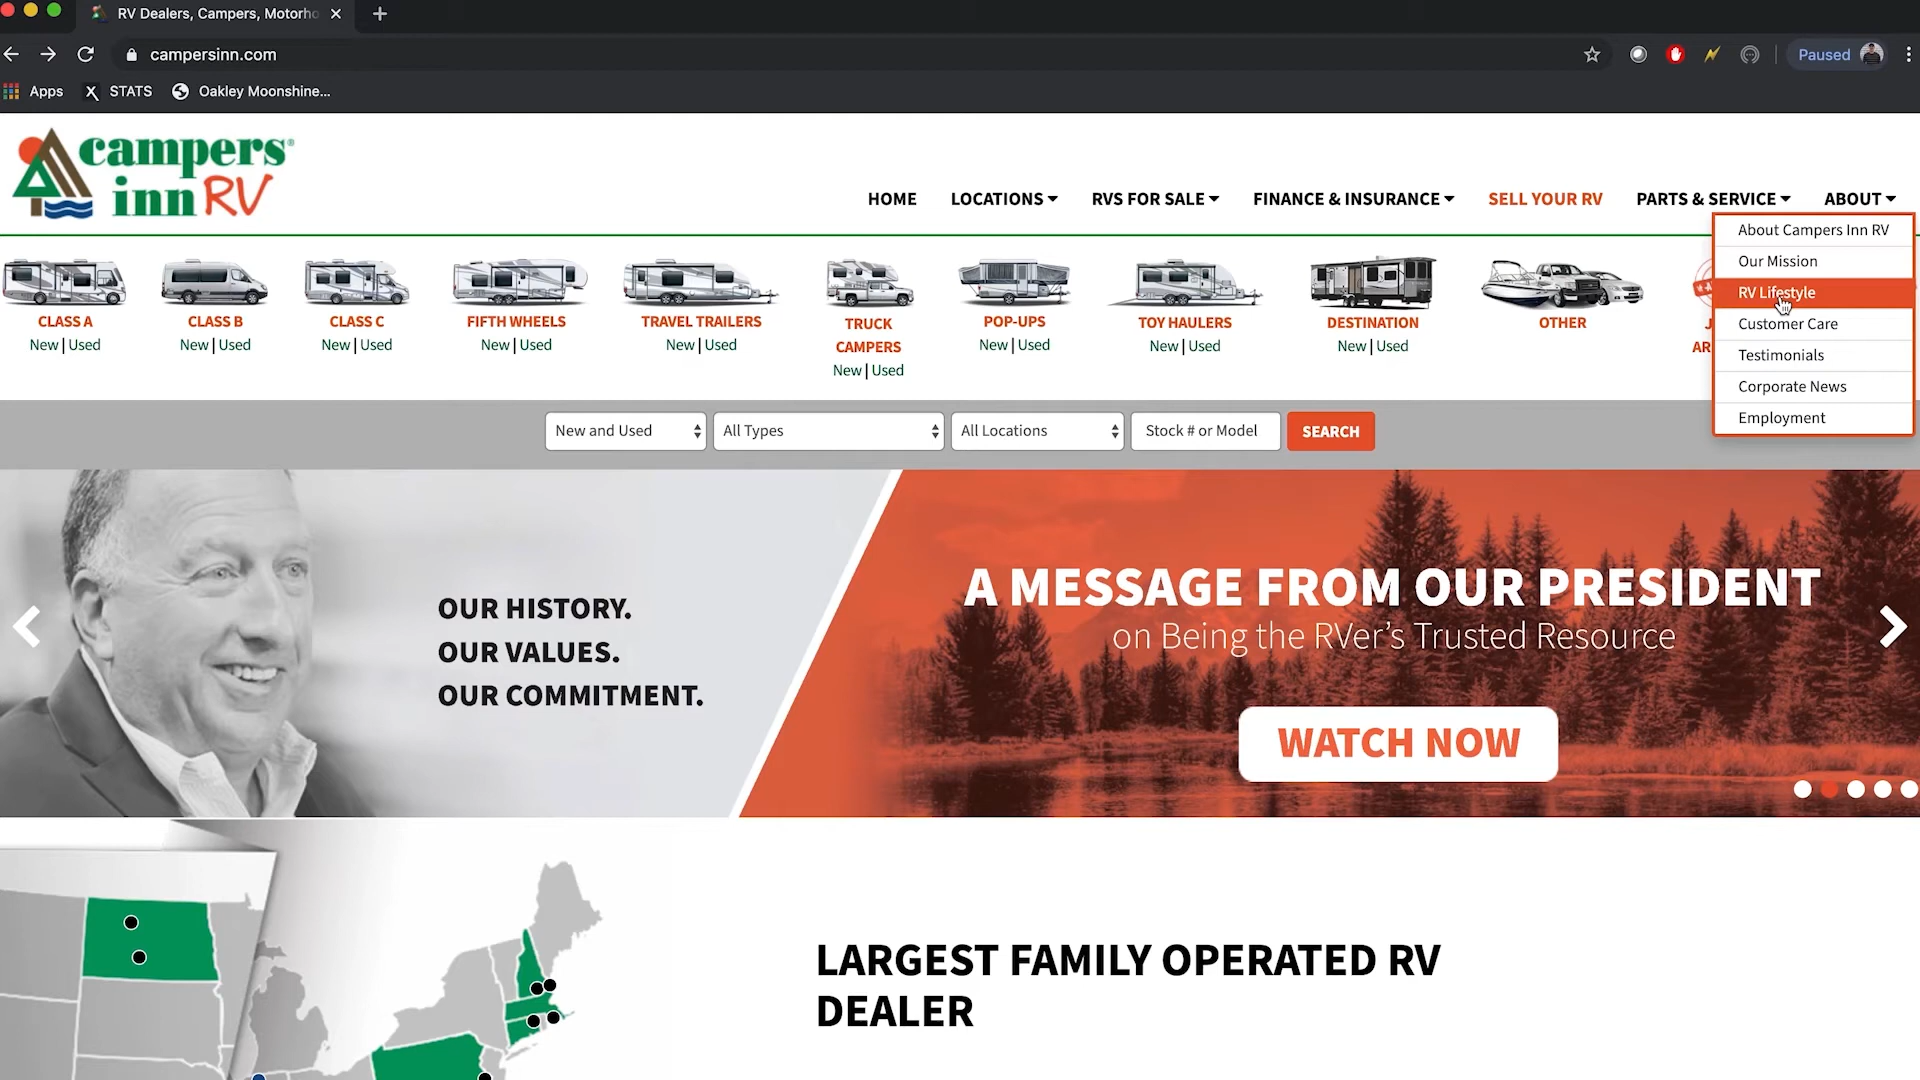 RV Dealers, Campers, Motorho
campersinn.com
Paused
Apps
STATS
Oakley Moonshine...
campers®
inn RV
HOME
LOCATIONS
RVS FOR SALE
FINANCE & INSURANCE
SELL YOUR RV
PARTS & SERVICE
ABOUT
About Campers Inn RV
Our Mission
RV Lifestyle
Customer Care
Testimonials
Corporate News
Employment
CLASS A
New | Used
CLASS B
New | Used
CLASS C
New | Used
FIFTH WHEELS
New | Used
TRAVEL TRAILERS
New | Used
TRUCK
CAMPERS
New | Used
POP-UPS
New | Used
TOY HAULERS
New | Used
DESTINATION
New | Used
OTHER
New and Used
All Types
All Locations
Stock # or Model
SEARCH
OUR HISTORY.
OUR VALUES.
OUR COMMITMENT.
A MESSAGE FROM OUR PRESIDENT
on Being the RVer's Trusted Resource
WATCH NOW
LARGEST FAMILY OPERATED RV
DEALER